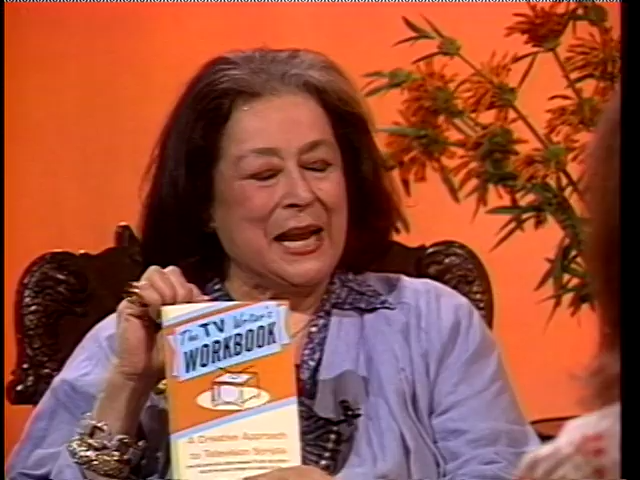 The TV Writer's
WORKBOOK
A Creative Approach
to Television Scripts